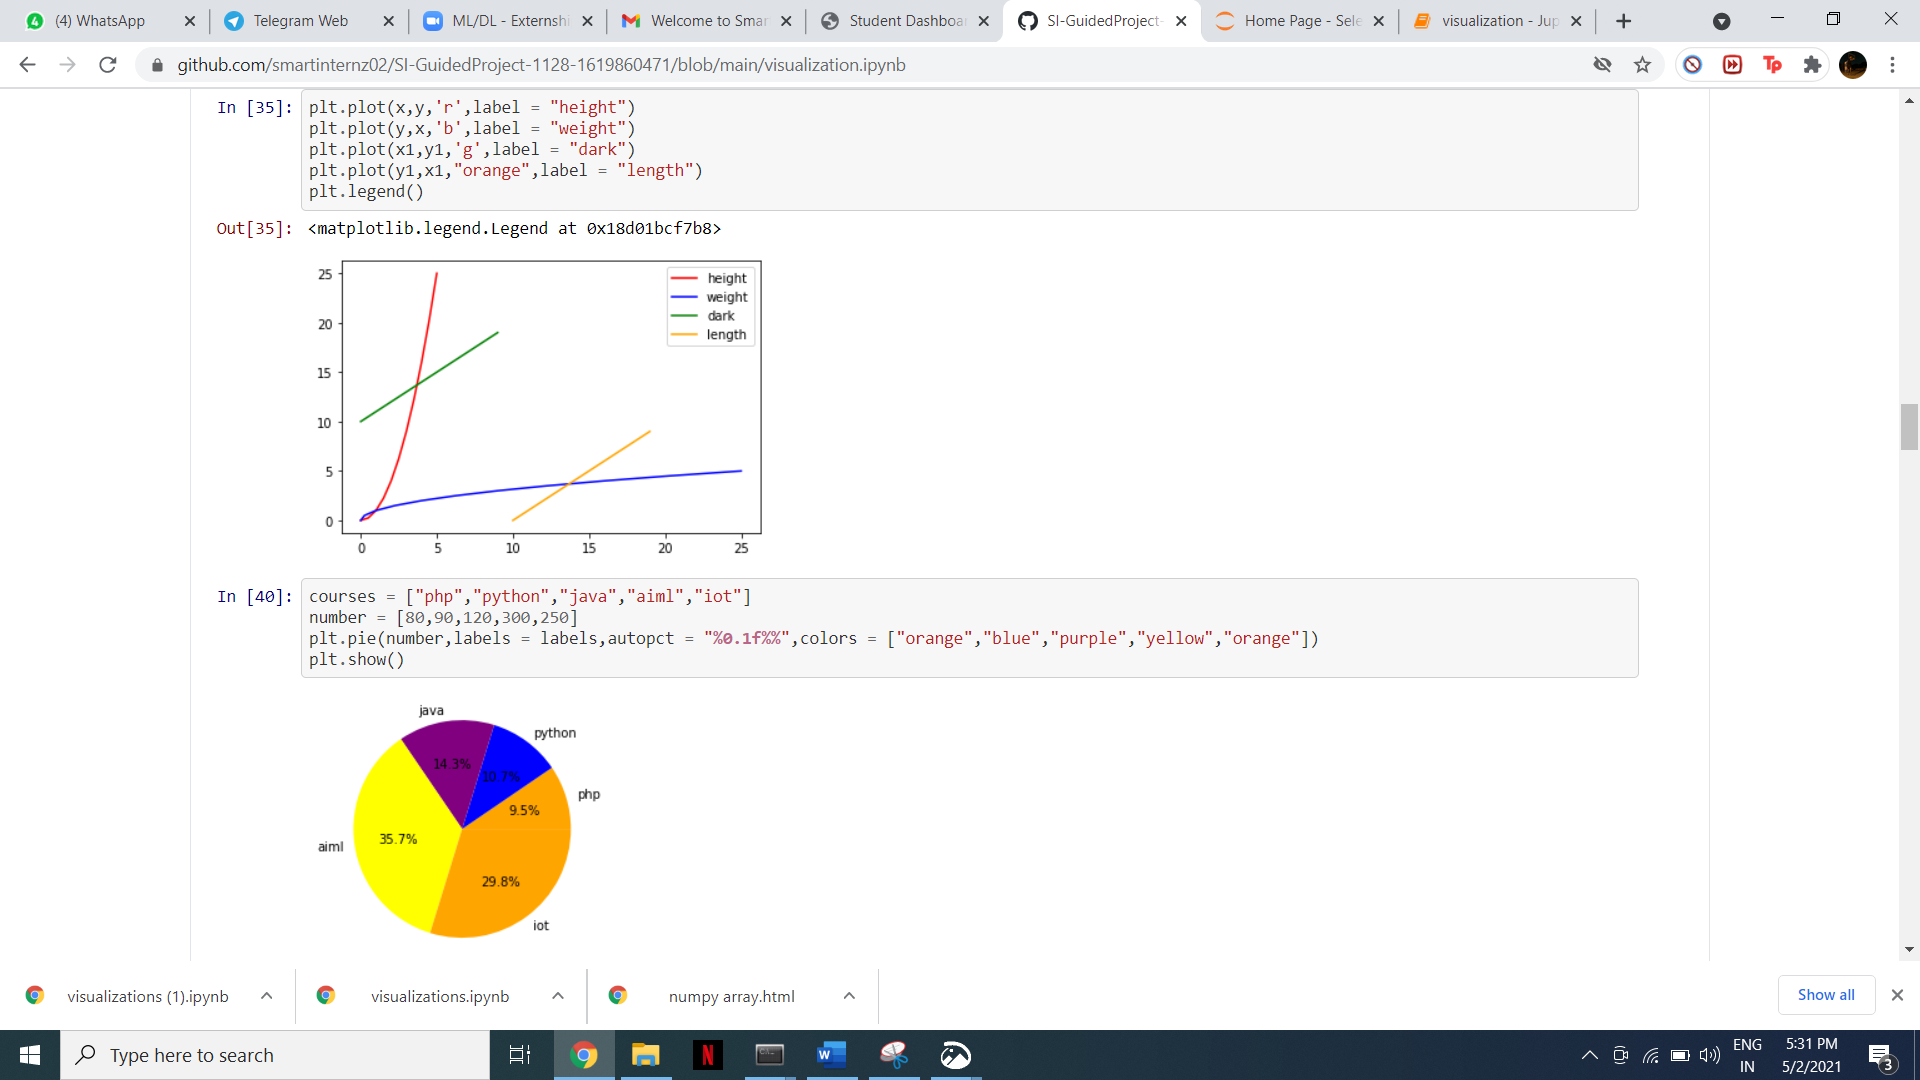 (4) WhatsApp
Telegram Web
ML/DL - Externshi
Welcome to Smar
Student Dashboar
SI-GuidedProject-
Home Page - Sele
visualization - Jup
github.com/smartinternz02/SI-GuidedProject-1128-1619860471/blob/main/visualization.ipynb
In [35]: plt.plot(x,y,'r',label = "height")
plt.plot(y,x,'b',label = "weight")
plt.plot(x1,y1,'g',label = "dark")
plt.plot(y1,x1,"orange",label = "length")
plt.legend()
Out[35]: <matplotlib.legend.Legend at 0x18d01bcf7b8>
25
20
15
10
5
0
0 5 10 15 20 25
height
weight
dark
length
In [40]: courses = ["php","python","java","aiml","iot"]
number = [80,90,120,300,250]
plt.pie(number,labels = labels,autopct = "%0.1f%%",colors = ["orange","blue","purple","yellow","orange"])
plt.show()
java
python
14.3%
10.7%
php
9.5%
35.7%
aiml
29.8%
iot
visualizations (1).ipynb
visualizations.ipynb
numpy array.html
Show all
Type here to search
ENG
IN
5:31 PM
5/2/2021
3